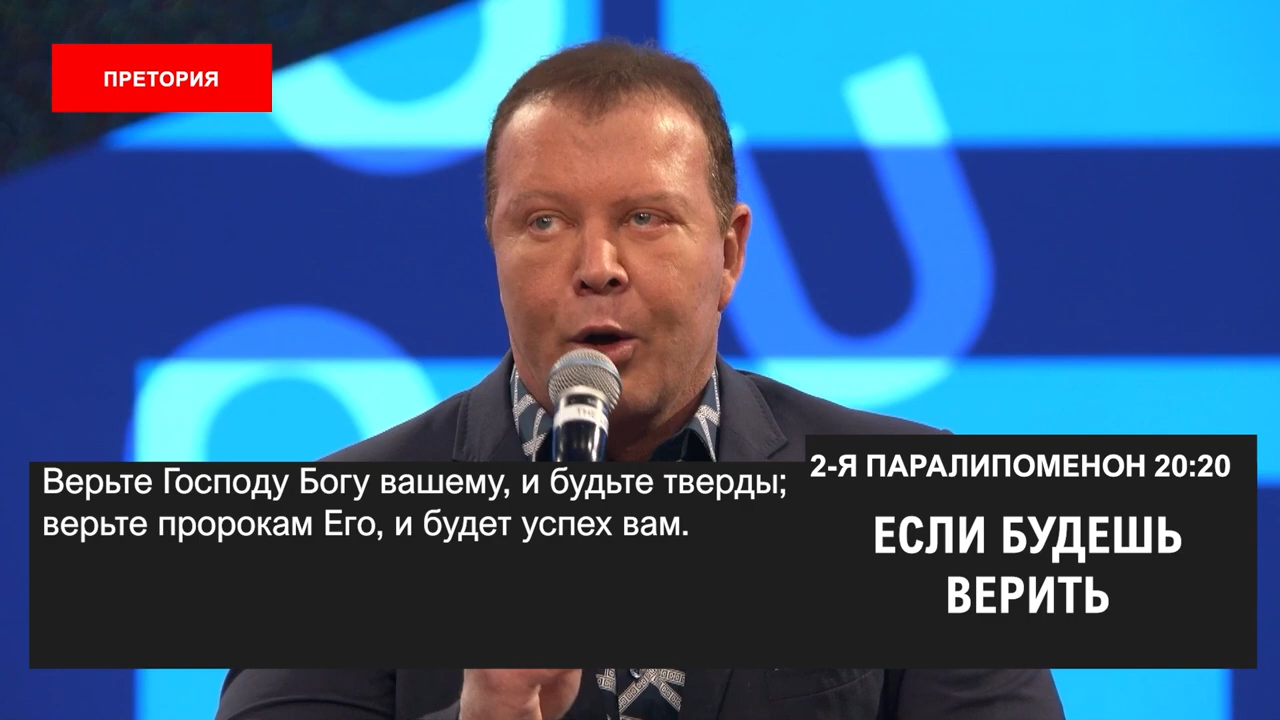 ПРЕТОРИЯ
Верьте Господу Богу вашему, и будьте тверды;
верьте пророкам Его, и будет успех вам.
2-Я ПАРАЛИПОМЕНОН 20:20
ЕСЛИ БУДЕШЬ
ВЕРИТЬ